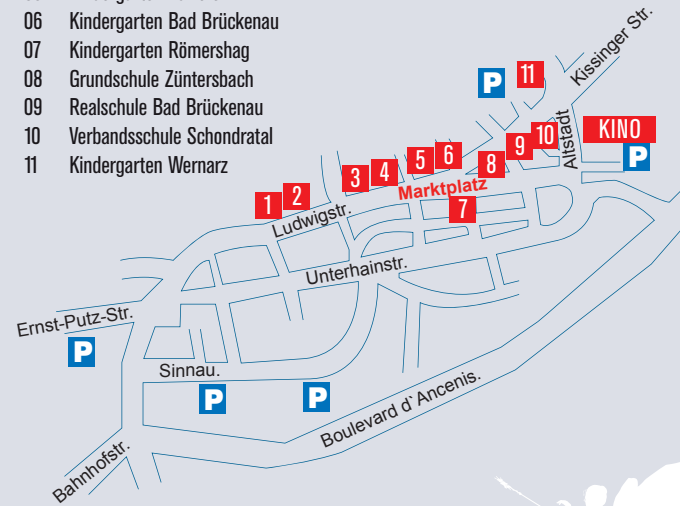 06 Kindergarten Bad Brückenau
07 Kindergarten Römershag
08 Grundschule Züntersbach
09 Realschule Bad Brückenau
10 Verbandsschule Schondratal
11 Kindergarten Wernarz
Kissinger Str.
P
11
KINO
P
Altstadt
10
9
8
6
5
4
3
Marktplatz
7
2
1
Ludwigstr.
Unterhainstr.
Ernst-Putz-Str.
P
Sinnau.
P
P
Boulevard d`Ancenis.
Bahnhofstr.